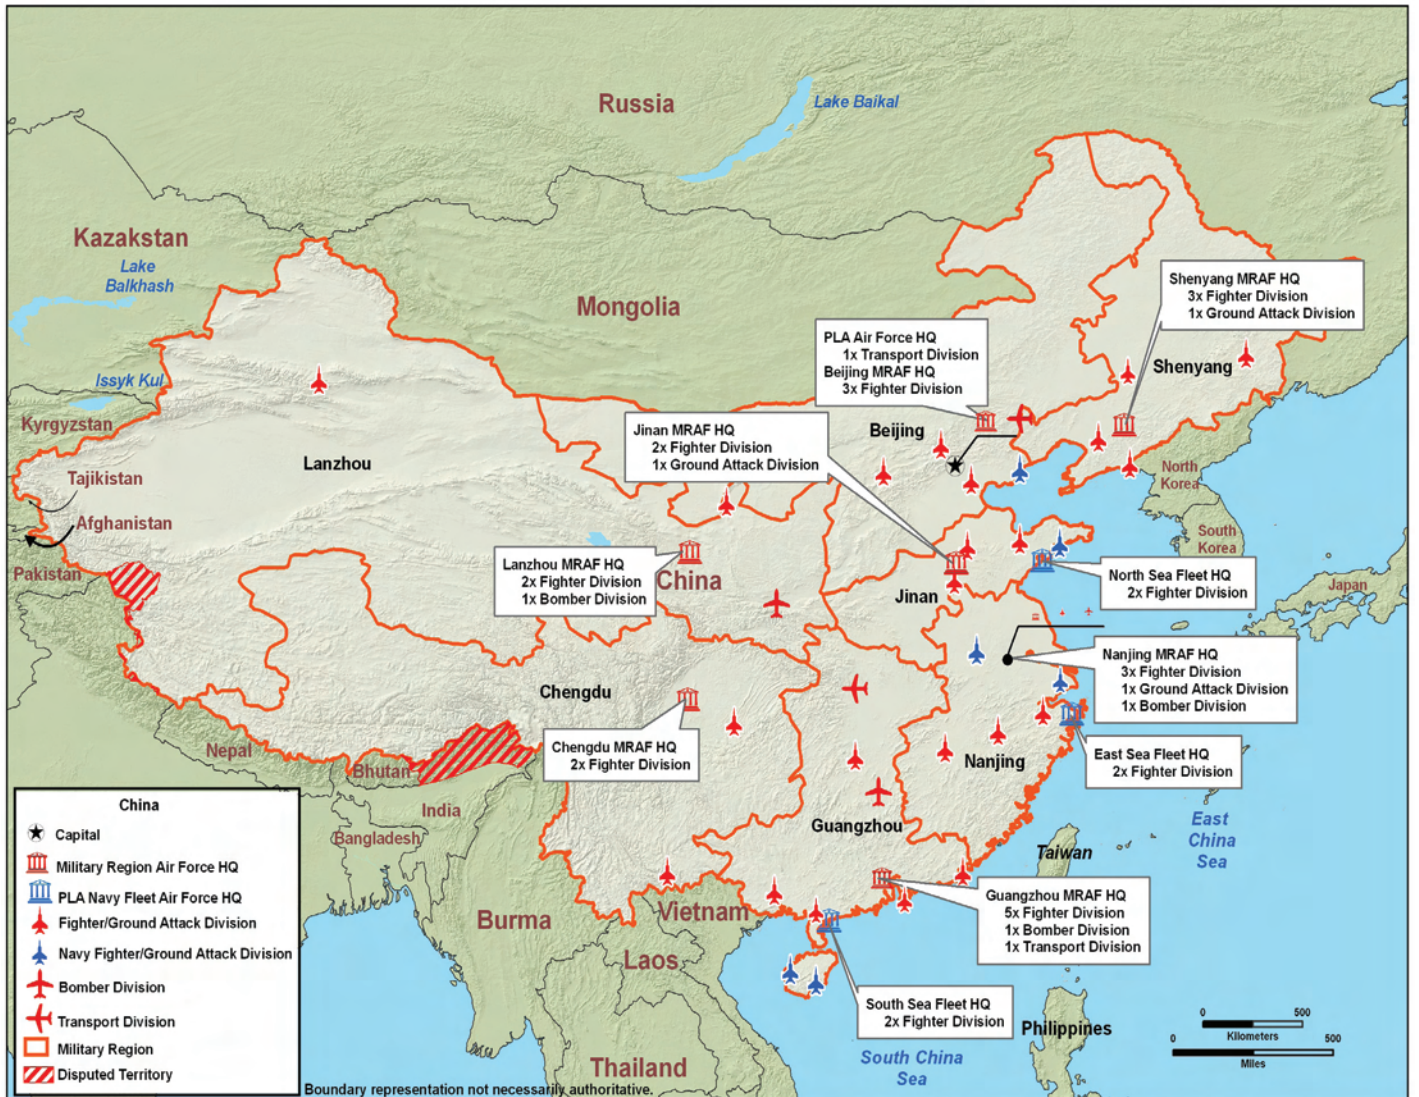 Russia
Lake Baikal
Kazakstan
Lake
Balkhash
Mongolia
Issyk Kul
Kyrgyzstan
Tajikistan
Afghanistan
Pakistan
Lanzhou
Shenyang MRAF HQ
3x Fighter Division
1x Ground Attack Division
Shenyang
PLA Air Force HQ
1x Transport Division
Beijing MRAF HQ
3x Fighter Division
Beijing
Jinan MRAF HQ
2x Fighter Division
1x Ground Attack Division
North
Korea
South
Korea
Japan
Lanzhou MRAF HQ
2x Fighter Division
1x Bomber Division
China
Jinan
North Sea Fleet HQ
2x Fighter Division
Nanjing MRAF HQ
3x Fighter Division
1x Ground Attack Division
1x Bomber Division
Chengdu
Chengdu MRAF HQ
2x Fighter Division
East Sea Fleet HQ
2x Fighter Division
Nanjing
Guangzhou
Nepal
Bhutan
India
Bangladesh
Burma
Vietnam
Laos
Thailand
Taiwan
East
China
Sea
Guangzhou MRAF HQ
5x Fighter Division
1x Bomber Division
1x Transport Division
South Sea Fleet HQ
2x Fighter Division
Philippines
South China
Sea
0 500
Kilometers
0 500
Miles
China
Capital
Military Region Air Force HQ
PLA Navy Fleet Air Force HQ
Fighter/Ground Attack Division
Navy Fighter/Ground Attack Division
Bomber Division
Transport Division
Military Region
Disputed Territory
Boundary representation not necessarily authoritative.